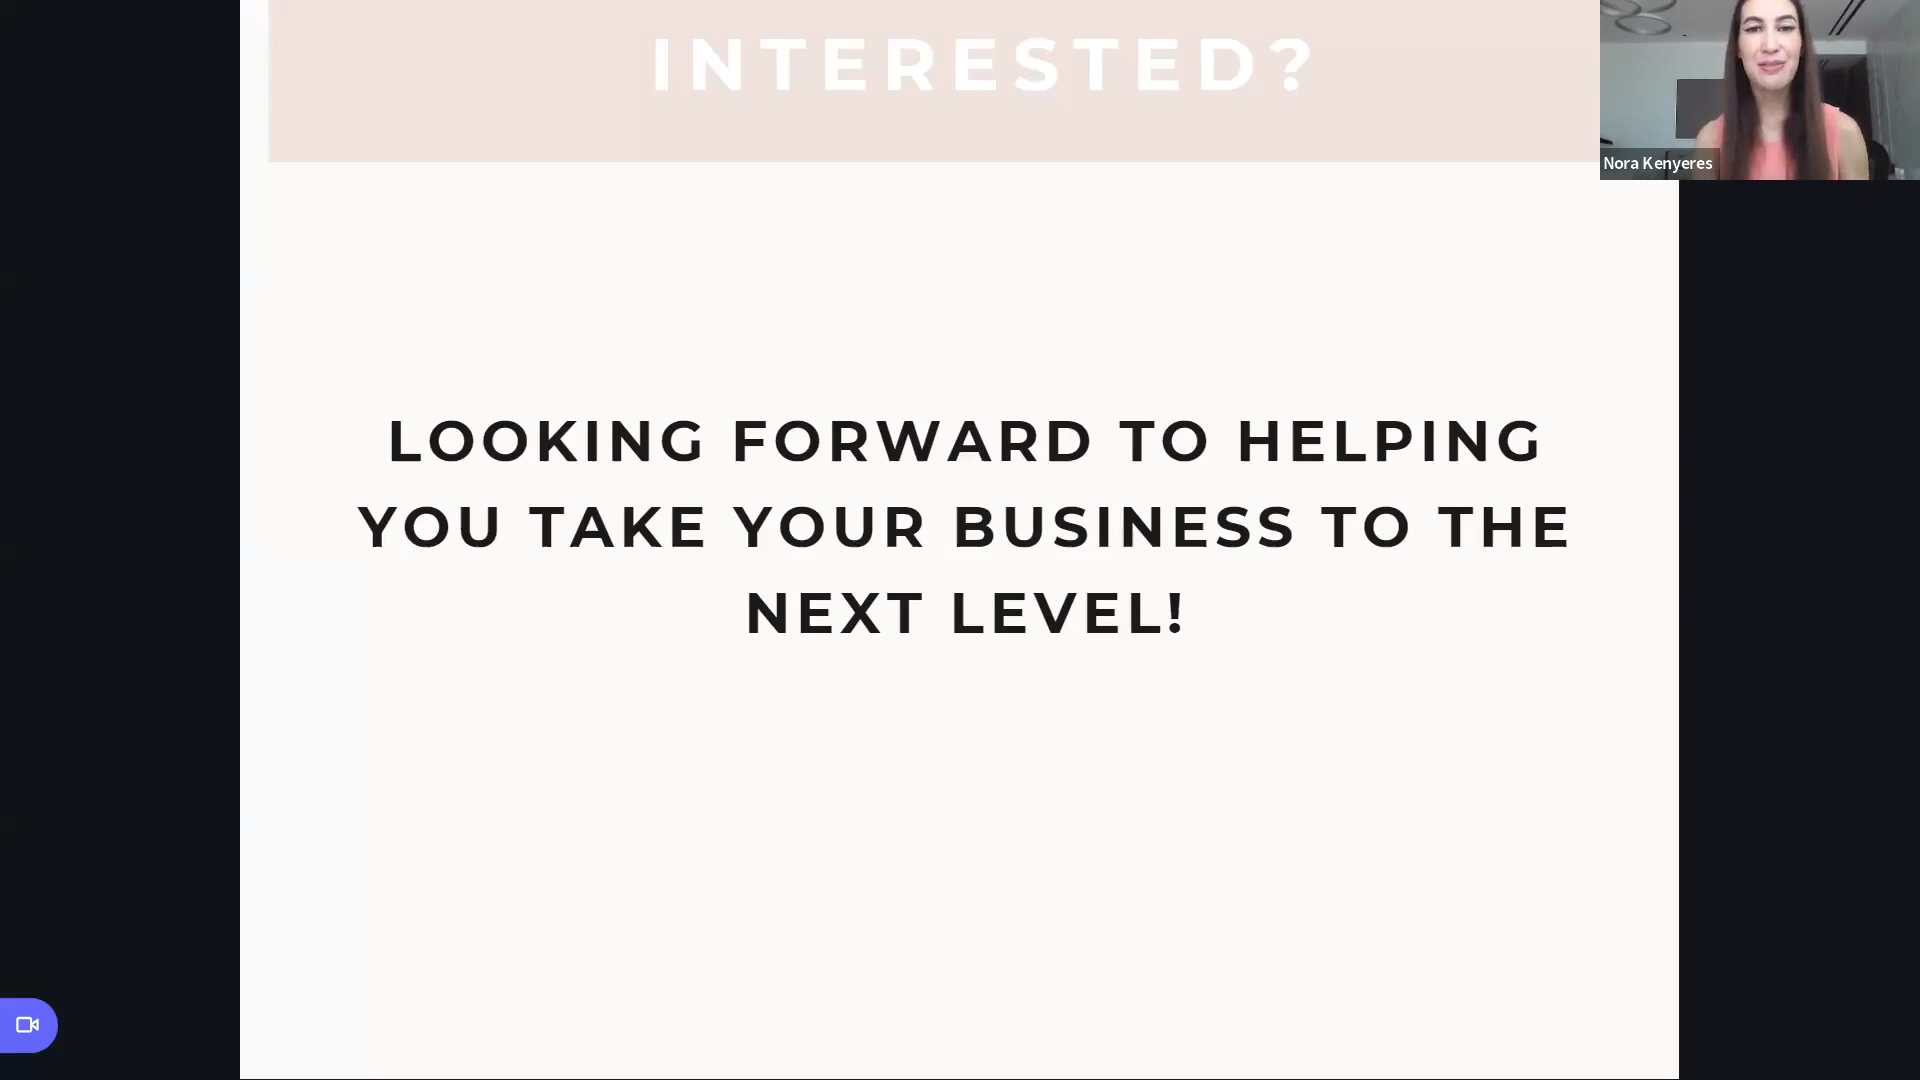 INTERESTED?
Nora Kenyeres
LOOKING FORWARD TO HELPING
YOU TAKE YOUR BUSINESS TO THE
NEXT LEVEL!